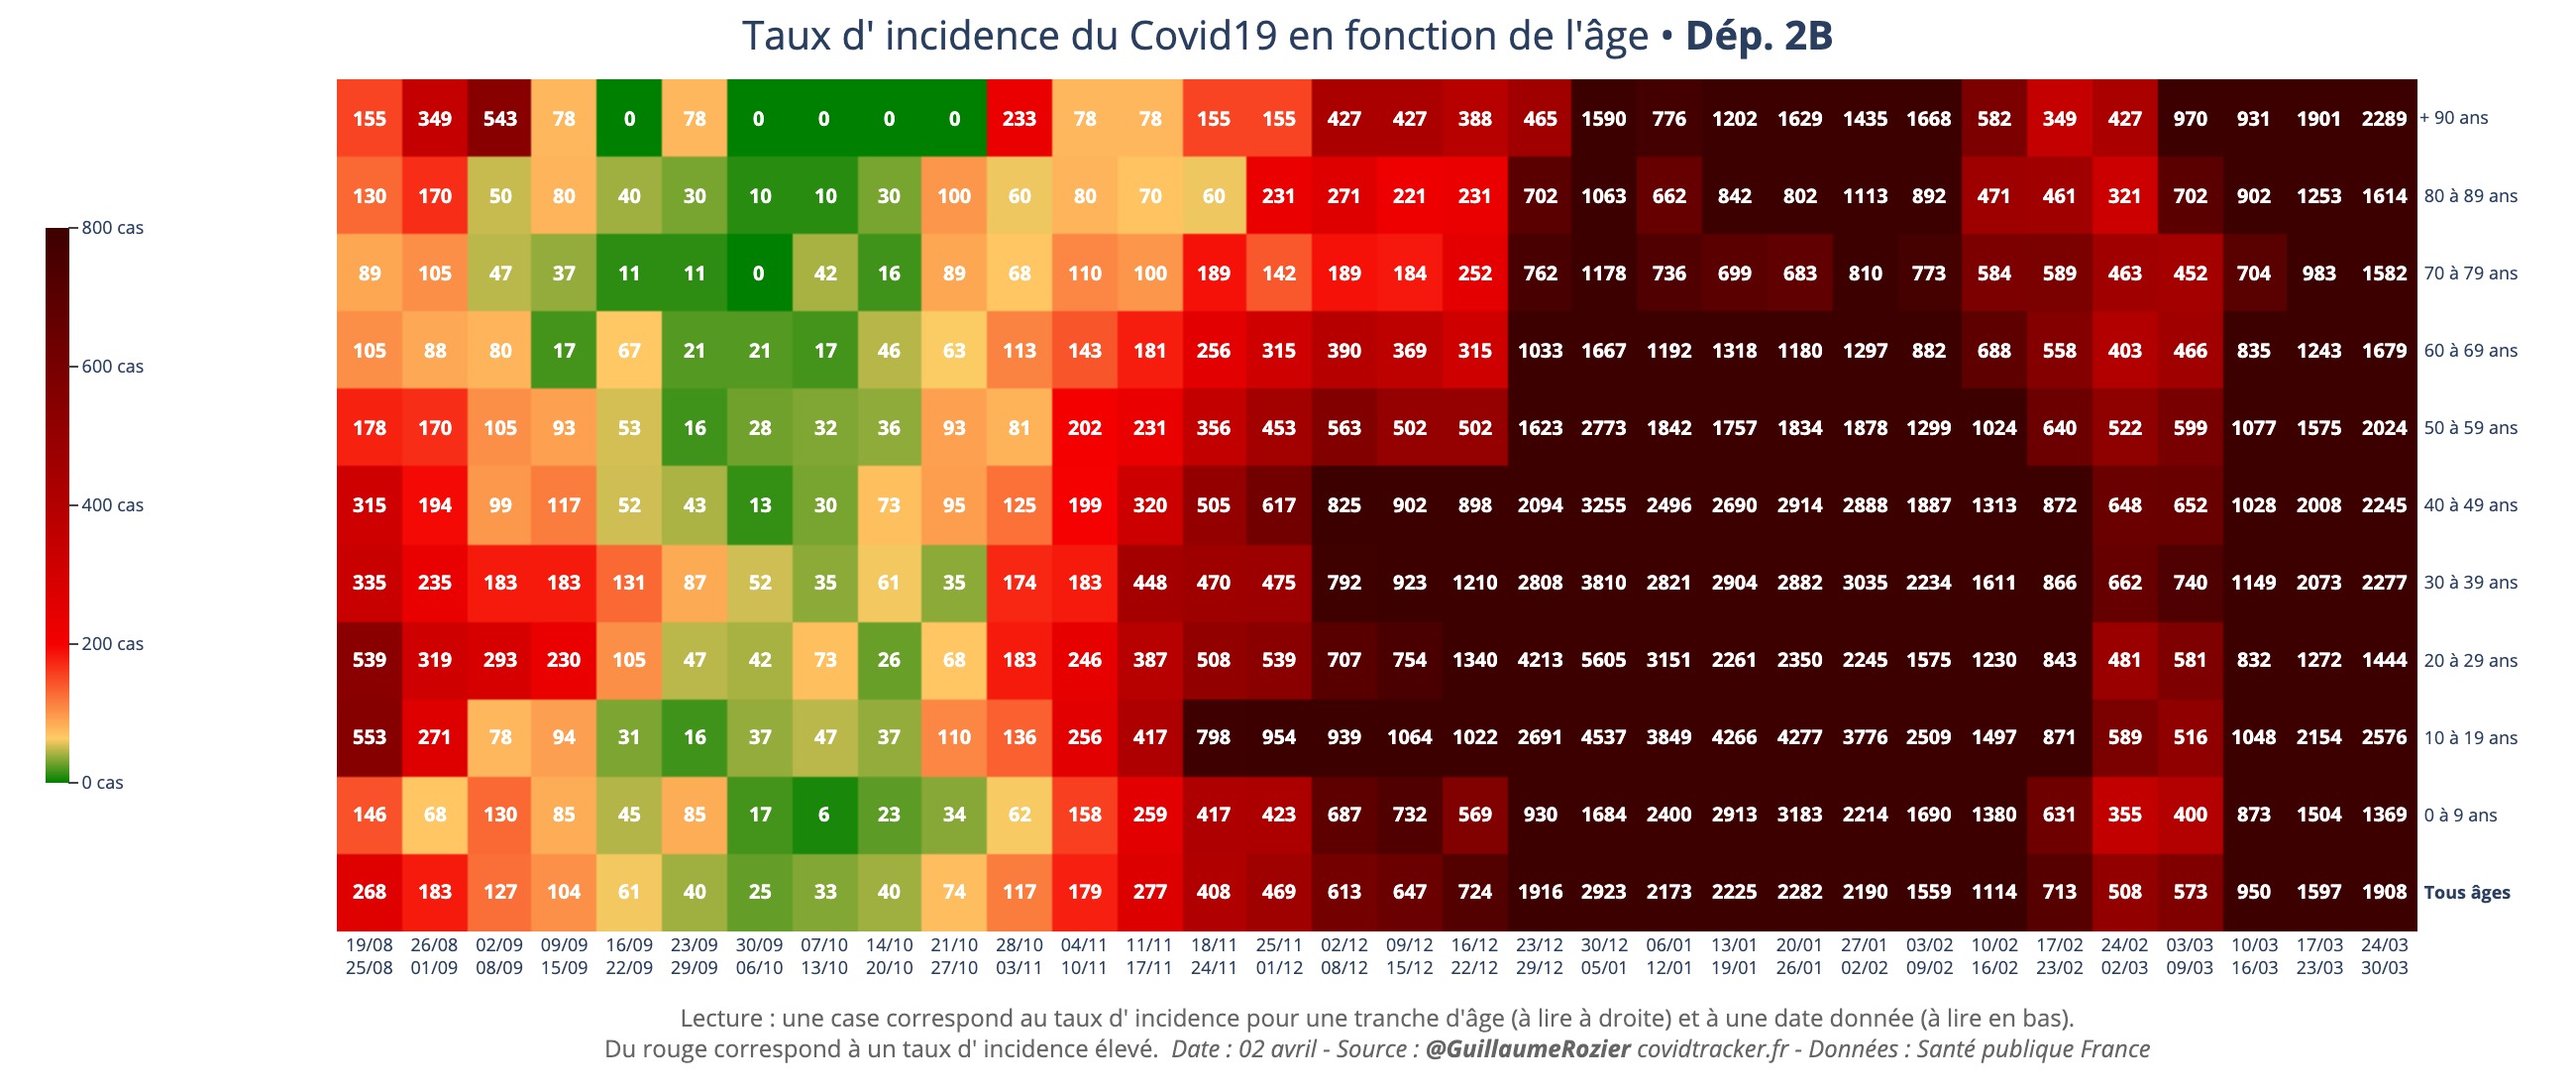 Taux d' incidence du Covid19 en fonction de l'âge • Dép. 2B
155 349 543 78 0 78 0 0 0 0 233 78 78 155 155 427 427 388 465 1590 776 1202 1629 1435 1668 582 349 427 970 931 1901 2289 + 90 ans
130 170 50 80 40 30 10 10 30 100 60 80 70 60 231 271 221 231 702 1063 662 842 802 1113 892 471 461 321 702 902 1253 1614 80 à 89 ans
800 cas
89 105 47 37 11 11 0 42 16 89 68 110 100 189 142 189 184 252 762 1178 736 699 683 810 773 584 589 463 452 704 983 1582 70 à 79 ans
105 88 80 17 67 21 21 17 46 63 113 143 181 256 315 390 369 315 1033 1667 1192 1318 1180 1297 882 688 558 403 466 835 1243 1679 60 à 69 ans
600 cas
178 170 105 93 53 16 28 32 36 93 81 202 231 356 453 563 502 502 1623 2773 1842 1757 1834 1878 1299 1024 640 522 599 1077 1575 2024 50 à 59 ans
400 cas
315 194 99 117 52 43 13 30 73 95 125 199 320 505 617 825 902 898 2094 3255 2496 2690 2914 2888 1887 1313 872 648 652 1028 2008 2245 40 à 49 ans
335 235 183 183 131 87 52 35 61 35 174 183 448 470 475 792 923 1210 2808 3810 2821 2904 2882 3035 2234 1611 866 662 740 1149 2073 2277 30 à 39 ans
200 cas
539 319 293 230 105 47 42 73 26 68 183 246 387 508 539 707 754 1340 4213 5605 3151 2261 2350 2245 1575 1230 843 481 581 832 1272 1444 20 à 29 ans
553 271 78 94 31 16 37 47 37 110 136 256 417 798 954 939 1064 1022 2691 4537 3849 4266 4277 3776 2509 1497 871 589 516 1048 2154 2576 10 à 19 ans
0 cas
146 68 130 85 45 85 17 6 23 34 62 158 259 417 423 687 732 569 930 1684 2400 2913 3183 2214 1690 1380 631 355 400 873 1504 1369 0 à 9 ans
268 183 127 104 61 40 25 33 40 74 117 179 277 408 469 613 647 724 1916 2923 2173 2225 2282 2190 1559 1114 713 508 573 950 1597 1908 Tous âges
19/08 26/08 02/09 09/09 16/09 23/09 30/09 07/10 14/10 21/10 28/10 04/11 11/11 18/11 25/11 02/12 09/12 16/12 23/12 30/12 06/01 13/01 20/01 27/01 03/02 10/02 17/02 24/02 03/03 10/03 17/03 24/03
25/08 01/09 08/09 15/09 22/09 29/09 06/10 13/10 20/10 27/10 03/11 10/11 17/11 24/11 01/12 08/12 15/12 22/12 29/12 05/01 12/01 19/01 26/01 02/02 09/02 16/02 23/02 02/03 09/03 16/03 23/03 30/03
Lecture : une case correspond au taux d' incidence pour une tranche d'âge (à lire à droite) et à une date donnée (à lire en bas).
Du rouge correspond à un taux d' incidence élevé. Date : 02 avril - Source : @GuillaumeRozier covidtracker.fr - Données : Santé publique France